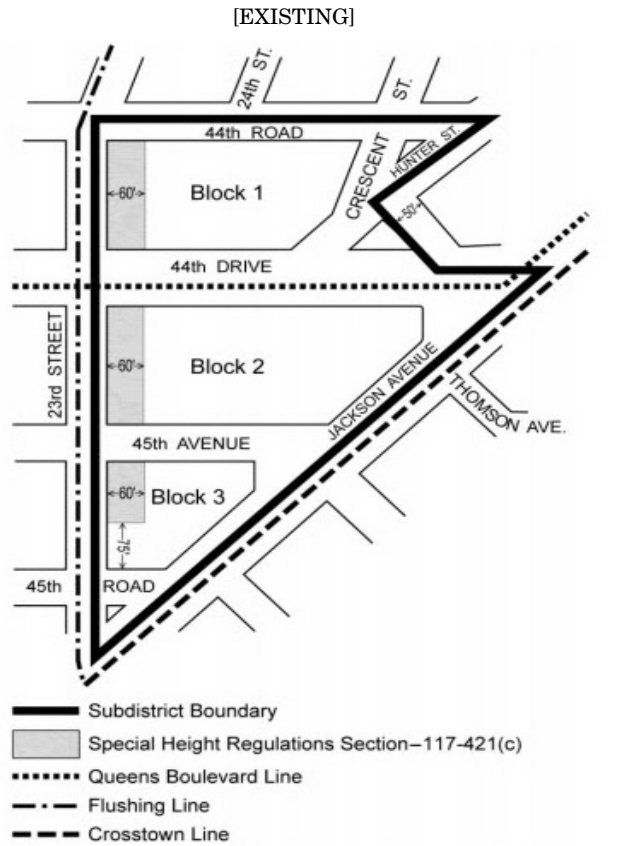 [EXISTING]
24th ST.
ST.
44th ROAD
CRESCENT
HUNTER ST.
60'
Block 1
50'
44th DRIVE
23rd STREET
60'
Block 2
JACKSON AVENUE
THOMSON AVE.
45th AVENUE
60'
Block 3
75'
45th ROAD
Subdistrict Boundary
Special Height Regulations Section–117-421(c)
Queens Boulevard Line
Flushing Line
Crosstown Line